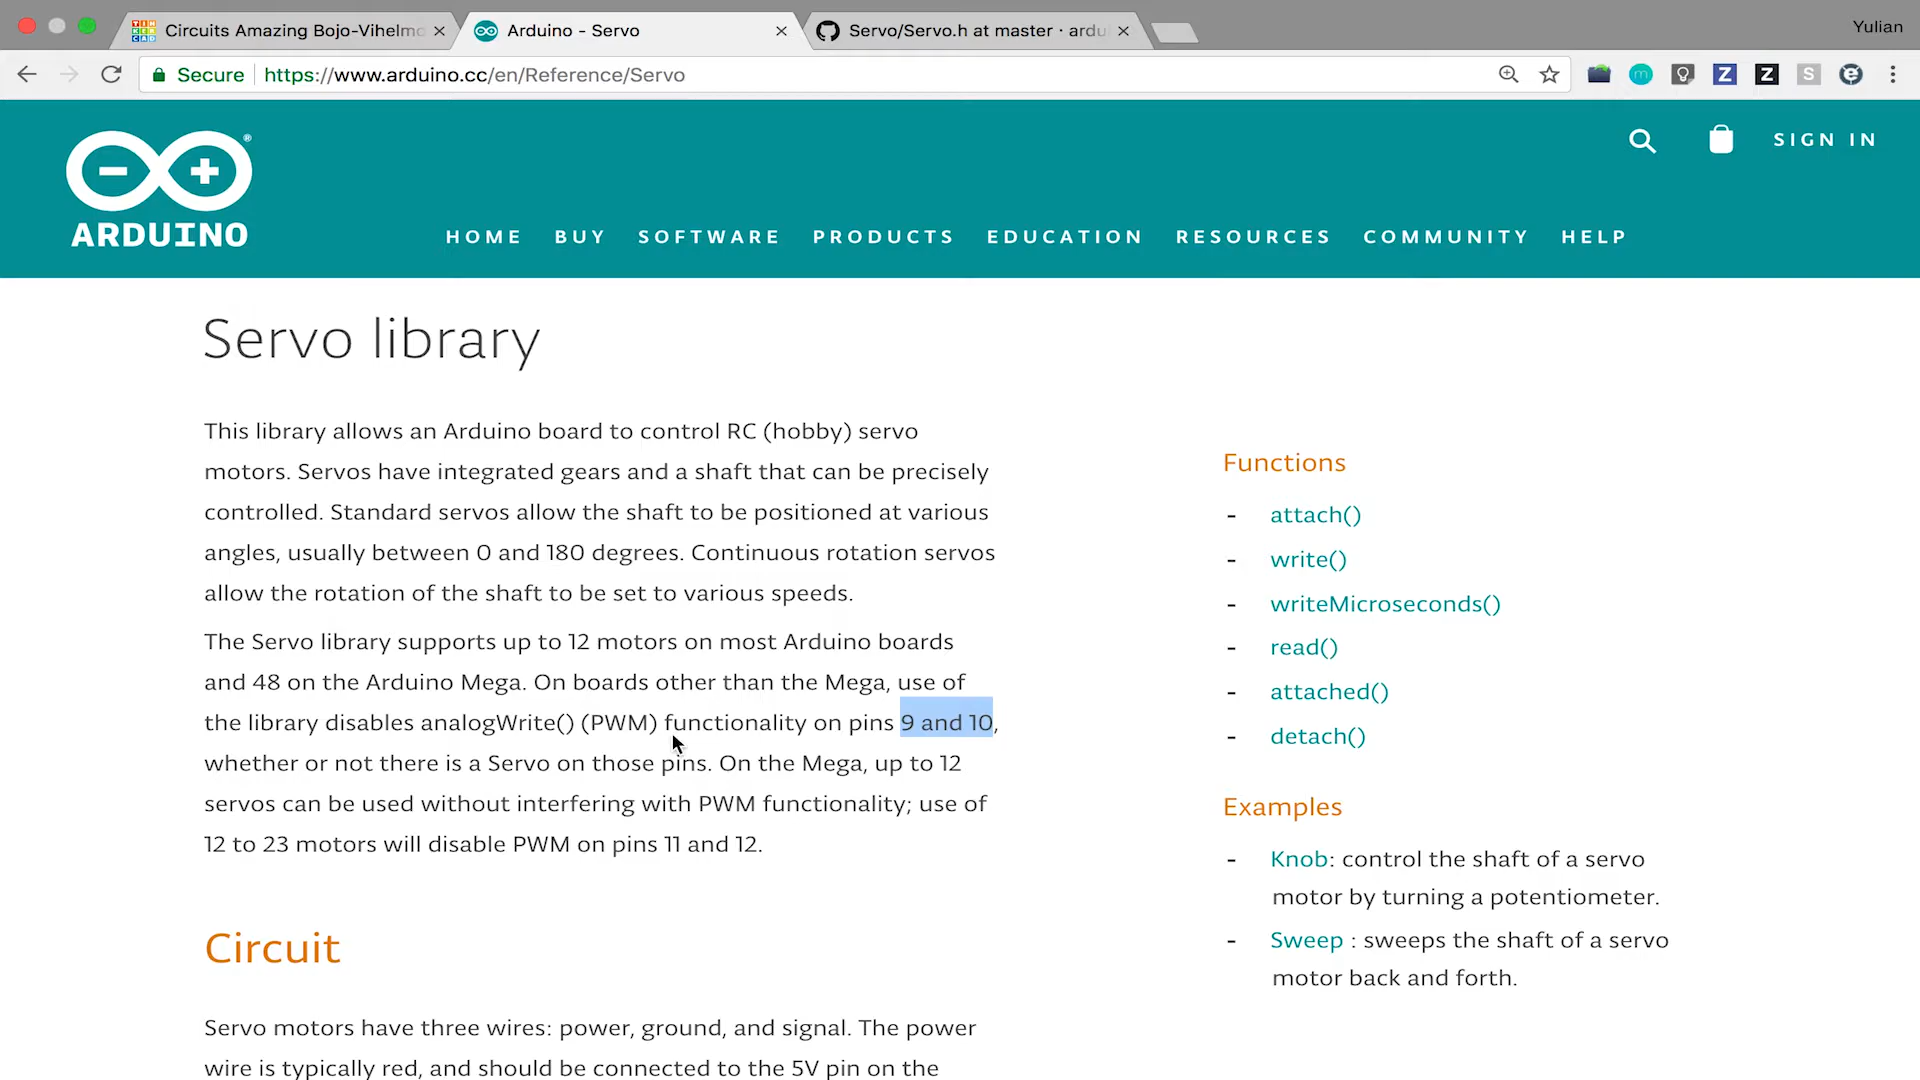 Circuits Amazing Bojo-Vihelmo
Arduino - Servo
Servo/Servo.h at master · ardu
Yulian
Secure
https://www.arduino.cc/en/Reference/Servo
SIGN IN
ARDUINO
HOME BUY SOFTWARE PRODUCTS EDUCATION RESOURCES COMMUNITY HELP
Servo library
This library allows an Arduino board to control RC (hobby) servo
motors. Servos have integrated gears and a shaft that can be precisely
controlled. Standard servos allow the shaft to be positioned at various
angles, usually between 0 and 180 degrees. Continuous rotation servos
allow the rotation of the shaft to be set to various speeds.
The Servo library supports up to 12 motors on most Arduino boards
and 48 on the Arduino Mega. On boards other than the Mega, use of
the library disables analogWrite() (PWM) functionality on pins 9 and 10,
whether or not there is a Servo on those pins. On the Mega, up to 12
servos can be used without interfering with PWM functionality; use of
12 to 23 motors will disable PWM on pins 11 and 12.
Circuit
Servo motors have three wires: power, ground, and signal. The power
wire is typically red, and should be connected to the 5V pin on the
Functions
- attach()
- write()
- writeMicroseconds()
- read()
- attached()
- detach()
Examples
- Knob: control the shaft of a servo
motor by turning a potentiometer.
- Sweep : sweeps the shaft of a servo
motor back and forth.